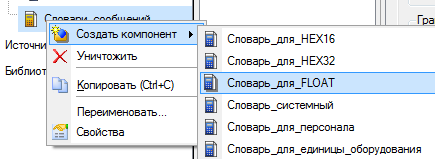 Словари_сообщений
Гра
Создать компонент
Словарь_для_HEX16
Источни
Уничтожить
Словарь_для_HEX32
Библиот
Копировать (Ctrl+C)
Словарь_для_FLOAT
Переименовать...
Словарь_системный
Свойства
Словарь_для_персонала
Словарь_для_единицы_оборудования